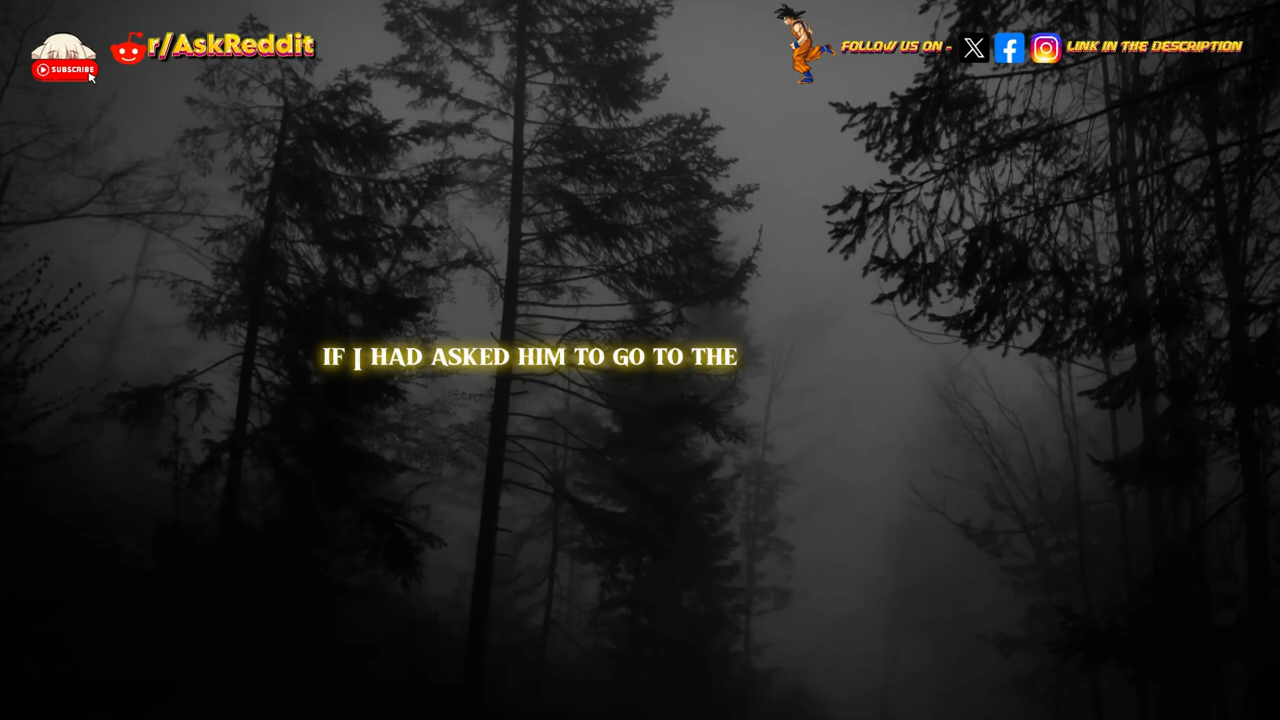 SUBSCRIBE
r/AskReddit
FOLLOW US ON -
LINK IN THE DESCRIPTION
IF I HAD ASKED HIM TO GO TO THE